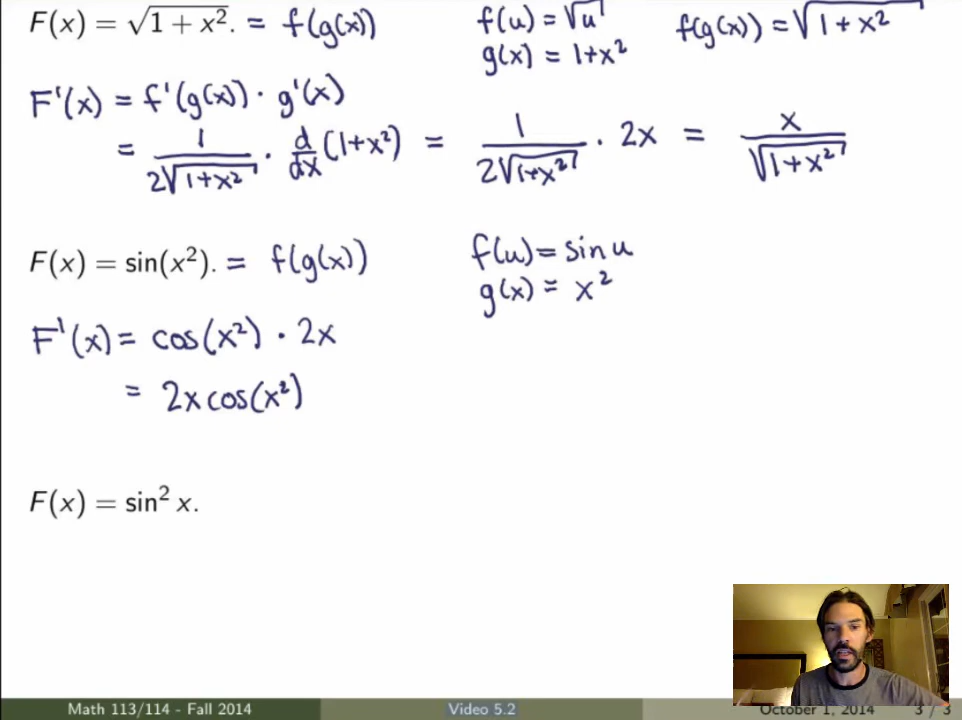 F(x) = √(1 + x²). = f(g(x)) f(u) = √u f(g(x)) = √(1 + x²)
g(x) = 1+x²
F'(x) = f'(g(x)) · g'(x)
= 1/(2√(1+x²)) · d/dx (1+x²) = 1/(2√(1+x²)) · 2x = x/√(1+x²)
F(x) = sin(x²). = f(g(x)) f(u) = sin u
g(x) = x²
F'(x) = cos(x²) · 2x
= 2x cos(x²)
F(x) = sin² x.
Math 113/114 - Fall 2014 Video 5.2 October 1, 2014 3 / 3